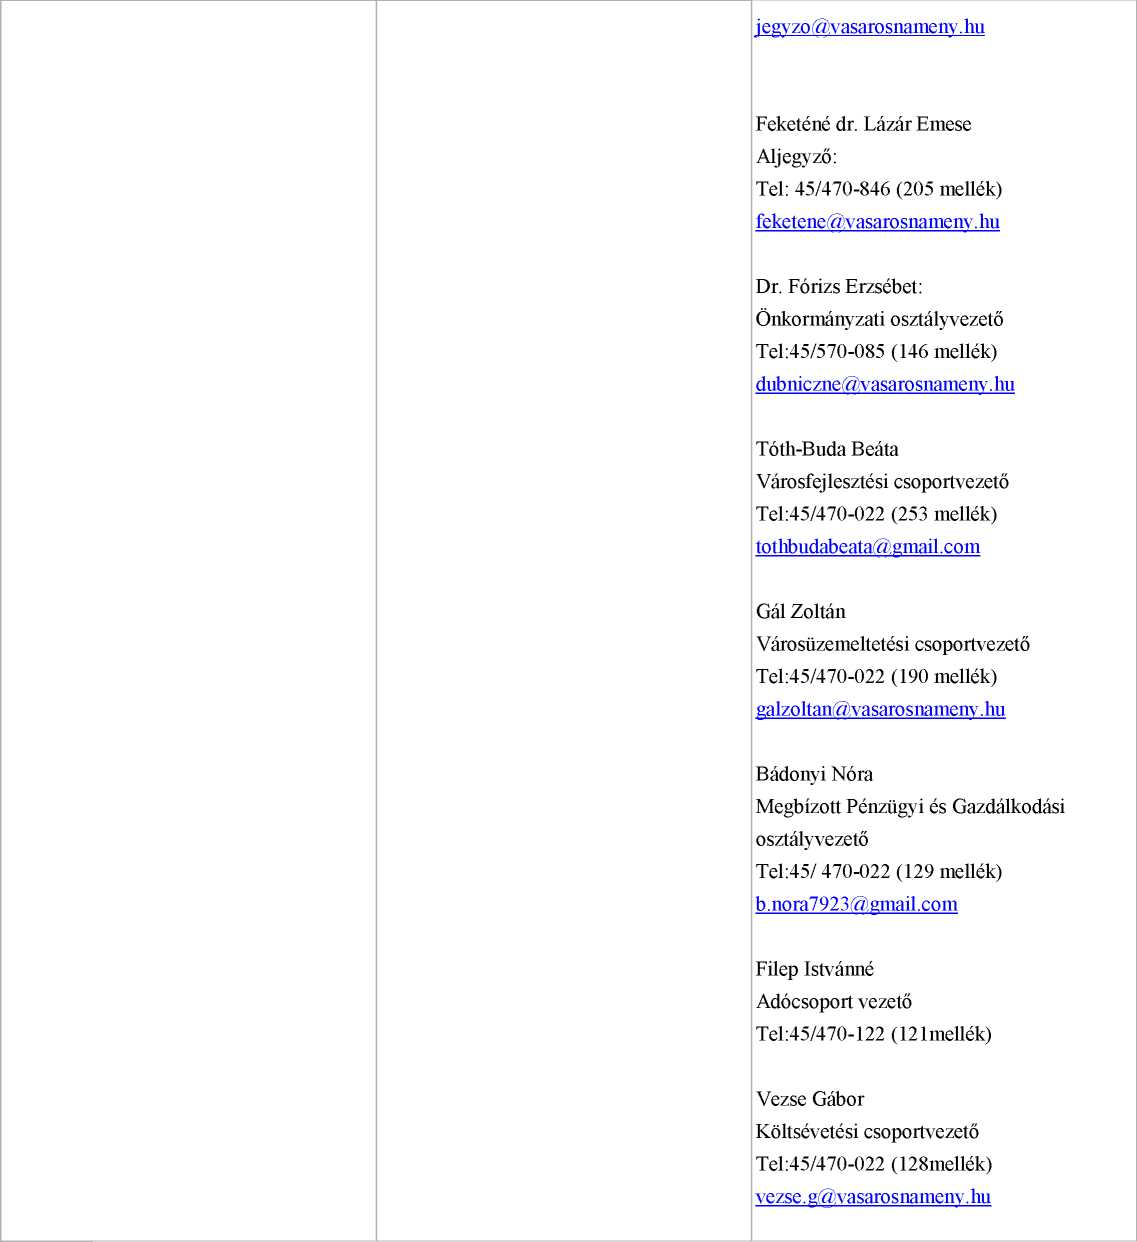 jegyzo@vasarosnameny.hu
Feketéné dr. Lázár Emese
Aljegyző:
Tel: 45/470-846 (205 mellék)
feketene@vasarosnameny.hu
Dr. Fórizs Erzsébet:
Önkormányzati osztályvezető
Tel:45/570-085 (146 mellék)
dubniczne@vasarosnameny.hu
Tóth-Buda Beáta
Városfejlesztési csoportvezető
Tel:45/470-022 (253 mellék)
tothbudabeata@gmail.com
Gál Zoltán
Városüzemeltetési csoportvezető
Tel:45/470-022 (190 mellék)
galzoltan@vasarosnameny.hu
Bádonyi Nóra
Megbízott Pénzügyi és Gazdálkodási
osztályvezető
Tel:45/ 470-022 (129 mellék)
b.nora7923@gmail.com
Filep Istvánné
Adócsoport vezető
Tel:45/470-122 (121mellék)
Vezse Gábor
Költsévetési csoportvezető
Tel:45/470-022 (128mellék)
vezse.g@vasarosnameny.hu